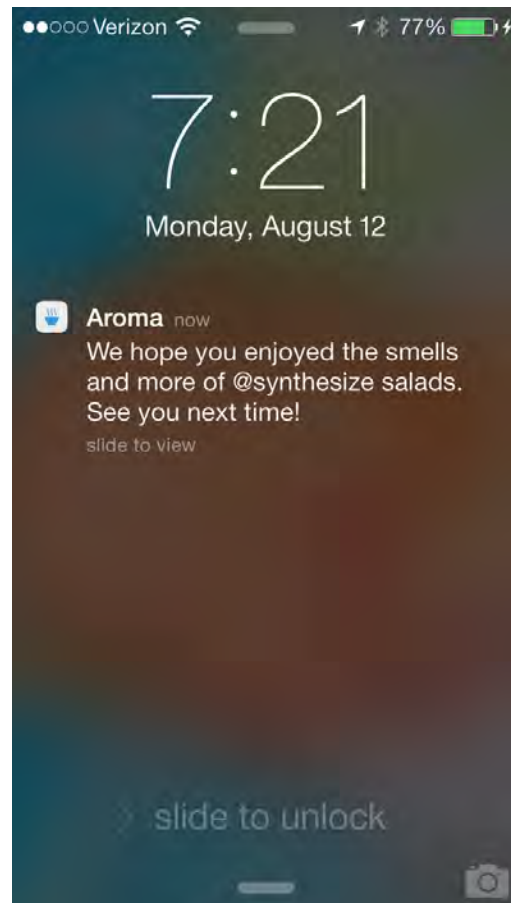 Verizon 77%
7:21
Monday, August 12
Aroma now
We hope you enjoyed the smells
and more of @synthesize salads.
See you next time!
slide to view
slide to unlock